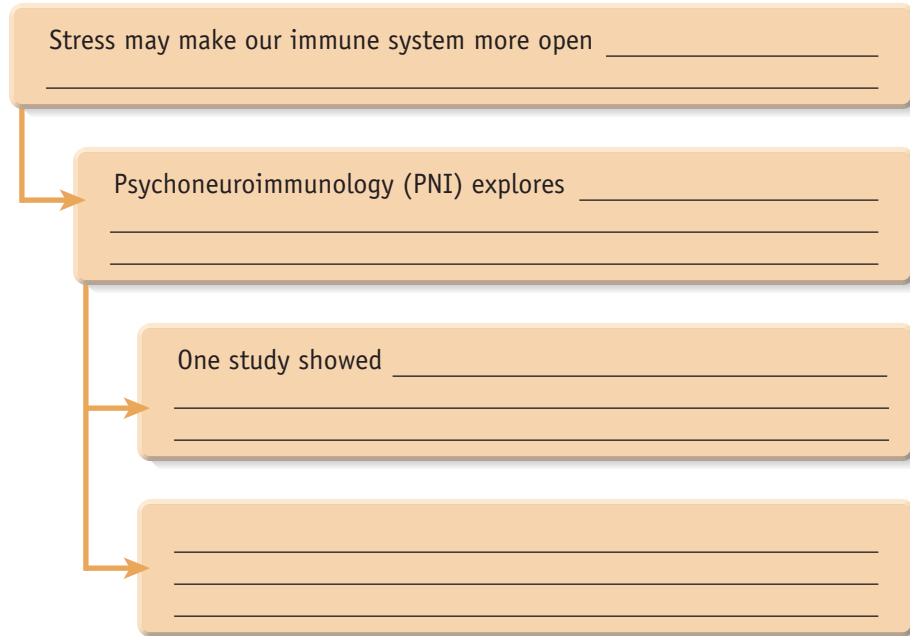 Stress may make our immune system more open
Psychoneuroimmunology (PNI) explores
One study showed